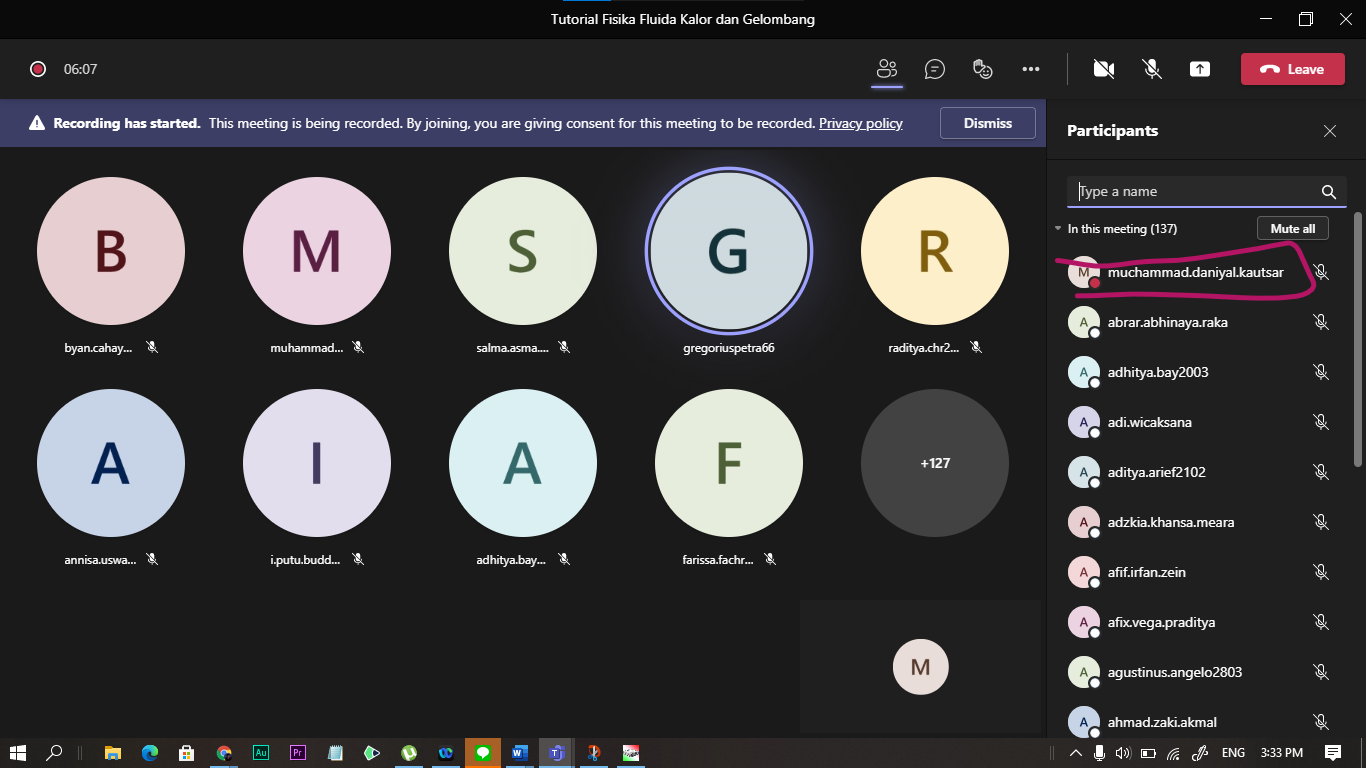 Tutorial Fisika Fluida Kalor dan Gelombang
06:07
Leave
Recording has started. This meeting is being recorded. By joining, you are giving consent for this meeting to be recorded. Privacy policy
Dismiss
B
byan.cahay...
M
muhammad...
S
salma.asma....
G
gregoriuspetra66
R
raditya.chr2...
A
annisa.uswa...
I
i.putu.budd...
A
adhitya.bay...
F
farissa.fachr...
+127
M
Participants
Type a name
In this meeting (137)
Mute all
M muchammad.daniyal.kautsar
A abrar.abhinaya.raka
A adhitya.bay2003
A adi.wicaksana
A aditya.arief2102
A adzkia.khansa.meara
A afif.irfan.zein
A afix.vega.praditya
A agustinus.angelo2803
A ahmad.zaki.akmal
Au
Pr
ENG
3:33 PM